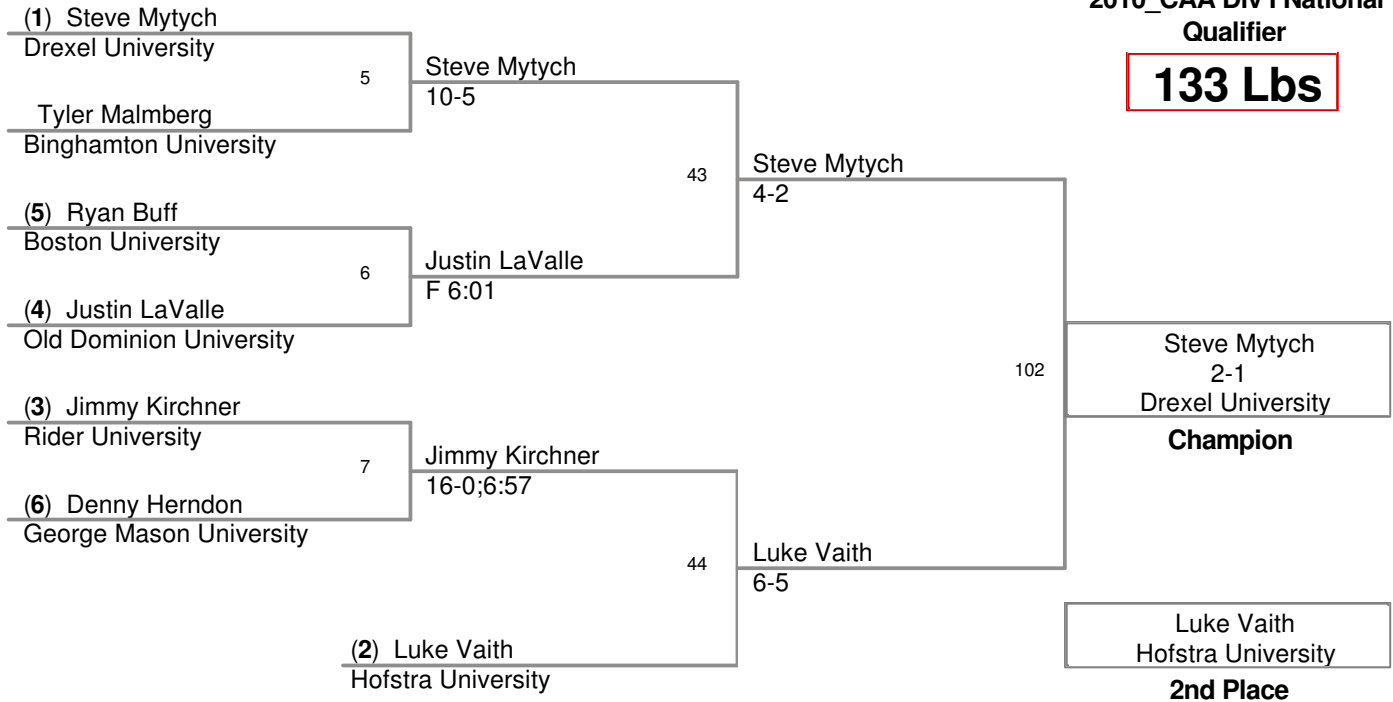 2010_CAA Div I National
Qualifier
133 Lbs
(1) Steve Mytych
Drexel University
5
Tyler Malmberg
Binghamton University
Steve Mytych
10-5
(5) Ryan Buff
Boston University
6
(4) Justin LaValle
Old Dominion University
Justin LaValle
F 6:01
43
Steve Mytych
4-2
(3) Jimmy Kirchner
Rider University
7
(6) Denny Herndon
George Mason University
Jimmy Kirchner
16-0;6:57
44
(2) Luke Vaith
Hofstra University
Luke Vaith
6-5
102
Steve Mytych
2-1
Drexel University
Champion
Luke Vaith
Hofstra University
2nd Place